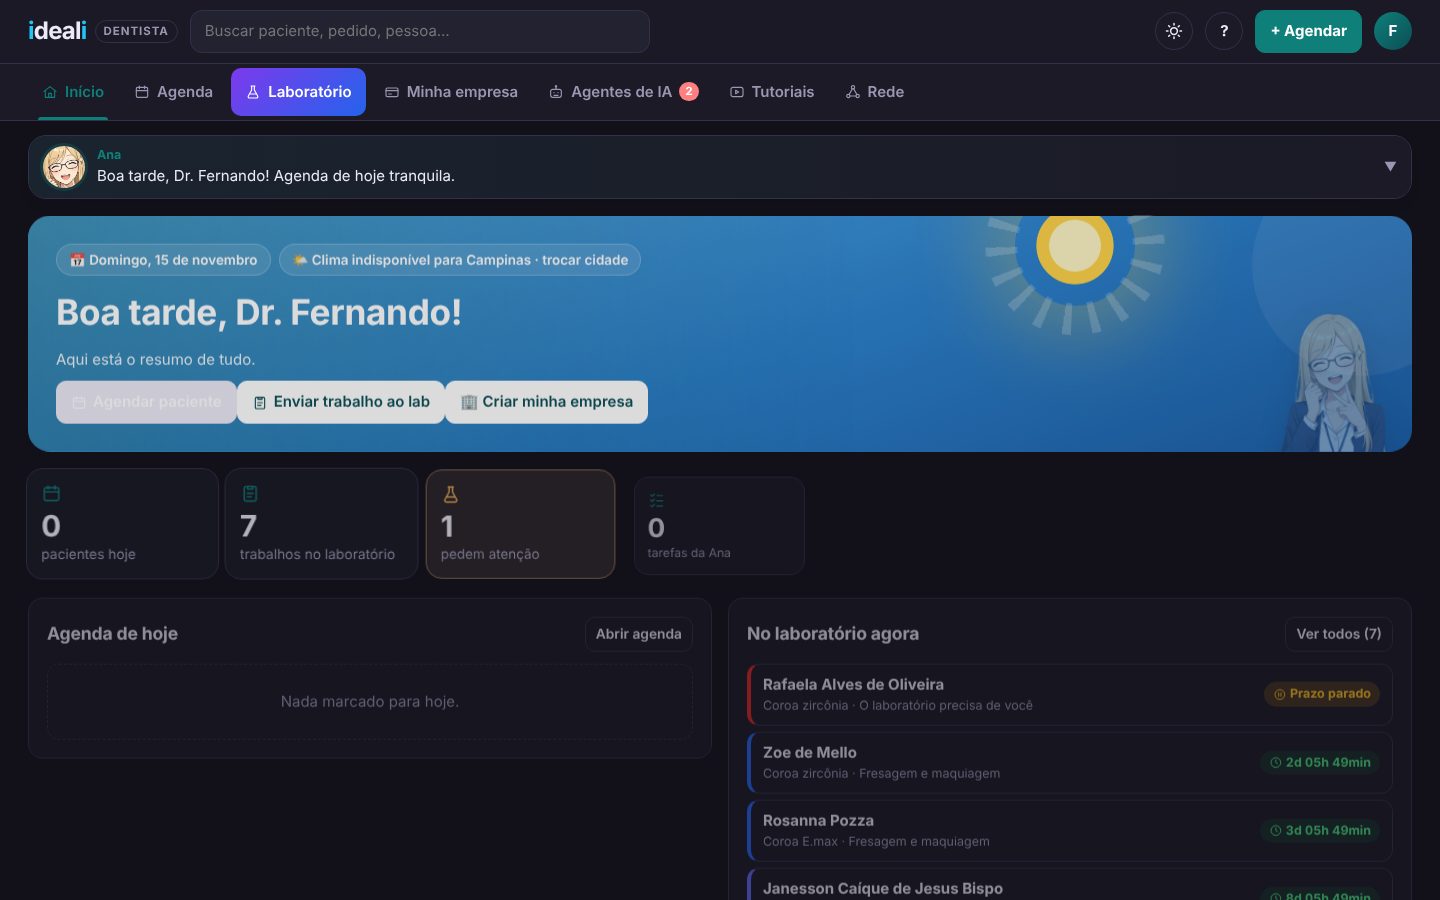 ideali DENTISTA
Buscar paciente, pedido, pessoa...
?
+ Agendar
F
Início
Agenda
Laboratório
Minha empresa
Agentes de IA 2
Tutoriais
Rede
Ana
Boa tarde, Dr. Fernando! Agenda de hoje tranquila.
Domingo, 15 de novembro
Clima indisponível para Campinas · trocar cidade
Boa tarde, Dr. Fernando!
Aqui está o resumo de tudo.
Agendar paciente
Enviar trabalho ao lab
Criar minha empresa
0
pacientes hoje
7
trabalhos no laboratório
1
pedem atenção
0
tarefas da Ana
Agenda de hoje
Abrir agenda
Nada marcado para hoje.
No laboratório agora
Ver todos (7)
Rafaela Alves de Oliveira
Coroa zircônia · O laboratório precisa de você
Prazo parado
Zoe de Mello
Coroa zircônia · Fresagem e maquiagem
2d 05h 49min
Rosanna Pozza
Coroa E.max · Fresagem e maquiagem
3d 05h 49min
Janesson Caíque de Jesus Bispo
8d 05h 49min